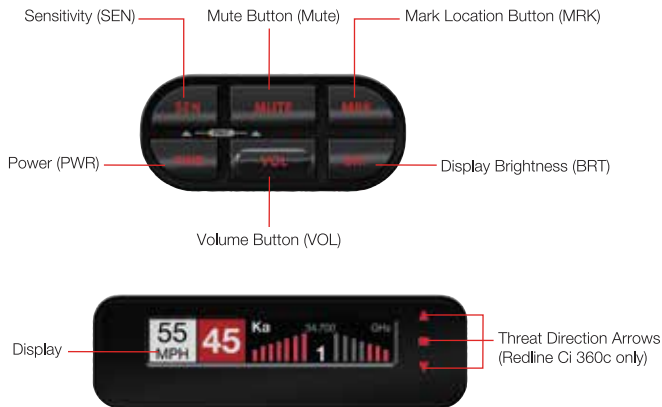 Sensitivity (SEN)
Mute Button (Mute)
Mark Location Button (MRK)
SEN
MUTE
MRK
Power (PWR)
PWR
VOL
BRT
Display Brightness (BRT)
Volume Button (VOL)
55
MPH
45
Ka
34.700
GHz
1
Display
Threat Direction Arrows
(Redline Ci 360c only)